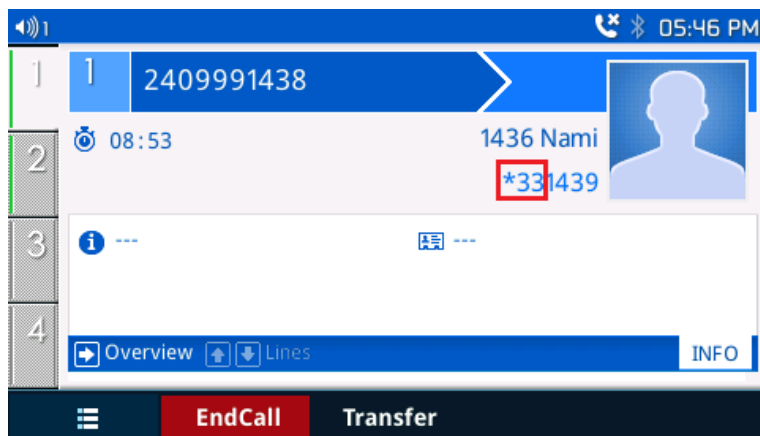 1 05:46 PM
1 1 2409991438
08:53 1436 Nami
2 *331439
3 --- ---
4
Overview Lines INFO
EndCall Transfer